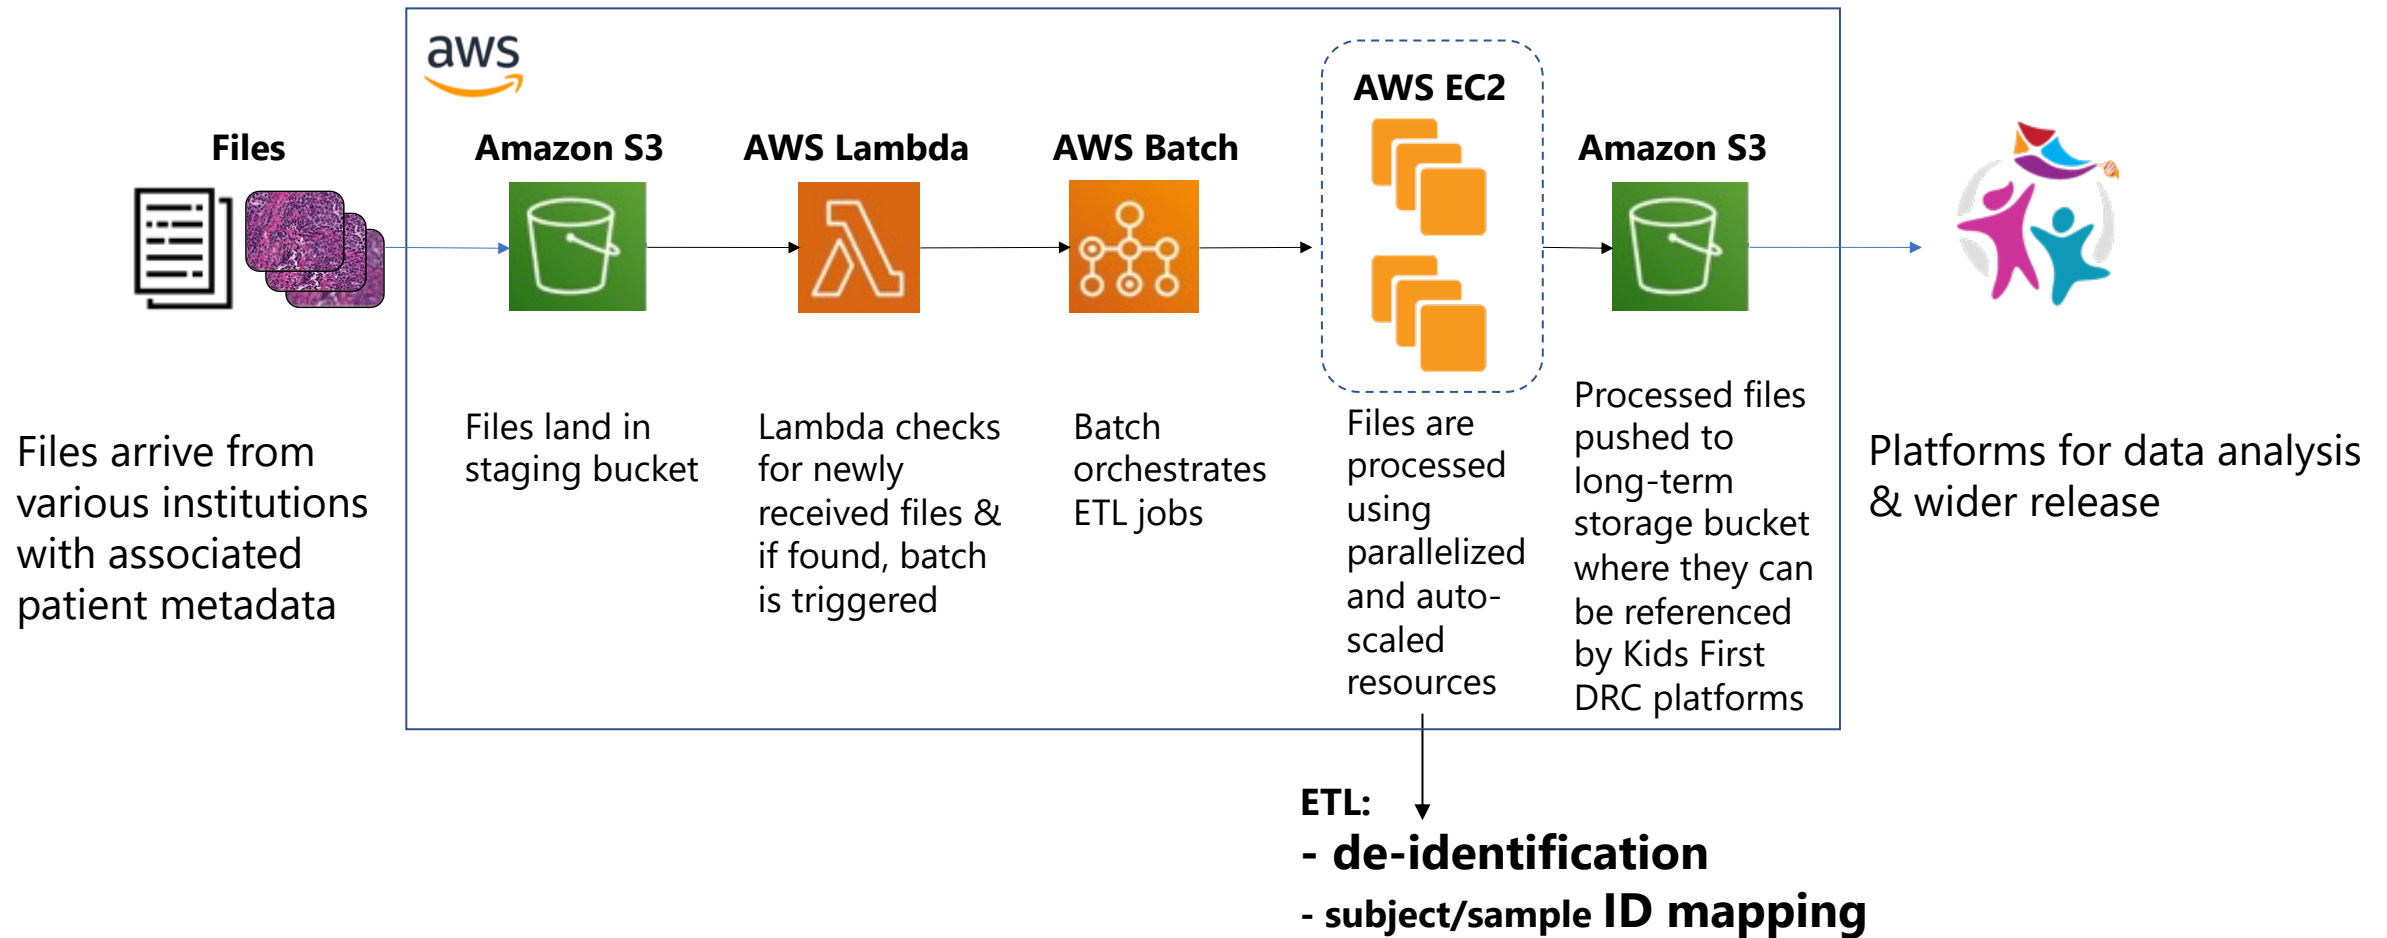 aws
Files
Amazon S3
AWS Lambda
AWS Batch
AWS EC2
Amazon S3
Files arrive from
various institutions
with associated
patient metadata
Files land in
staging bucket
Lambda checks
for newly
received files &
if found, batch
is triggered
Batch
orchestrates
ETL jobs
Files are
processed
using
parallelized
and auto-
scaled
resources
Processed files
pushed to
long-term
storage bucket
where they can
be referenced
by Kids First
DRC platforms
Platforms for data analysis
& wider release
ETL:
- de-identification
- subject/sample ID mapping